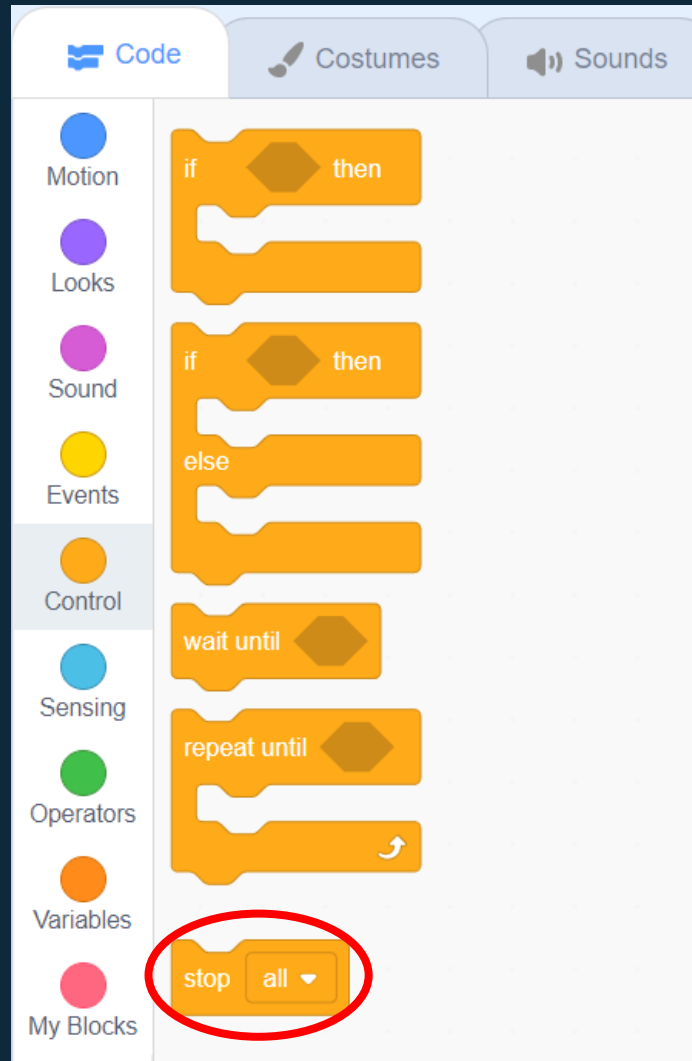 Code
Costumes
Sounds
Motion
Looks
Sound
Events
Control
Sensing
Operators
Variables
My Blocks
if then
if then
else
wait until
repeat until
stop all